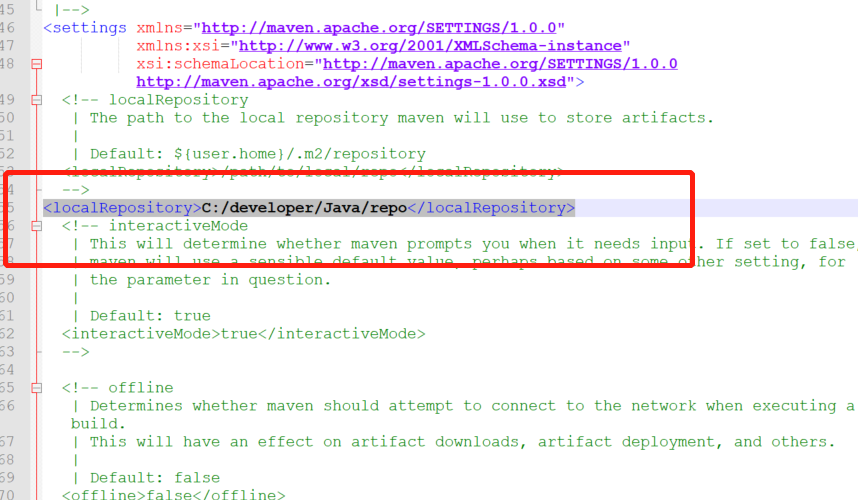 45 |-->
46 <settings xmlns="http://maven.apache.org/SETTINGS/1.0.0"
47 xmlns:xsi="http://www.w3.org/2001/XMLSchema-instance"
48 xsi:schemaLocation="http://maven.apache.org/SETTINGS/1.0.0
http://maven.apache.org/xsd/settings-1.0.0.xsd">
49 <!-- localRepository
50 | The path to the local repository maven will use to store artifacts.
51 |
52 | Default: ${user.home}/.m2/repository
53 <localRepository>/path/to/local/repo</localRepository>
54 -->
55 <localRepository>C:/developer/Java/repo</localRepository>
56 <!-- interactiveMode
57 | This will determine whether maven prompts you when it needs input. If set to false,
58 | maven will use a sensible default value, perhaps based on some other setting, for
59 | the parameter in question.
60 |
61 | Default: true
62 <interactiveMode>true</interactiveMode>
63 -->
64
65 <!-- offline
66 | Determines whether maven should attempt to connect to the network when executing a
build.
67 | This will have an effect on artifact downloads, artifact deployment, and others.
68 |
69 | Default: false
70 <offline>false</offline>